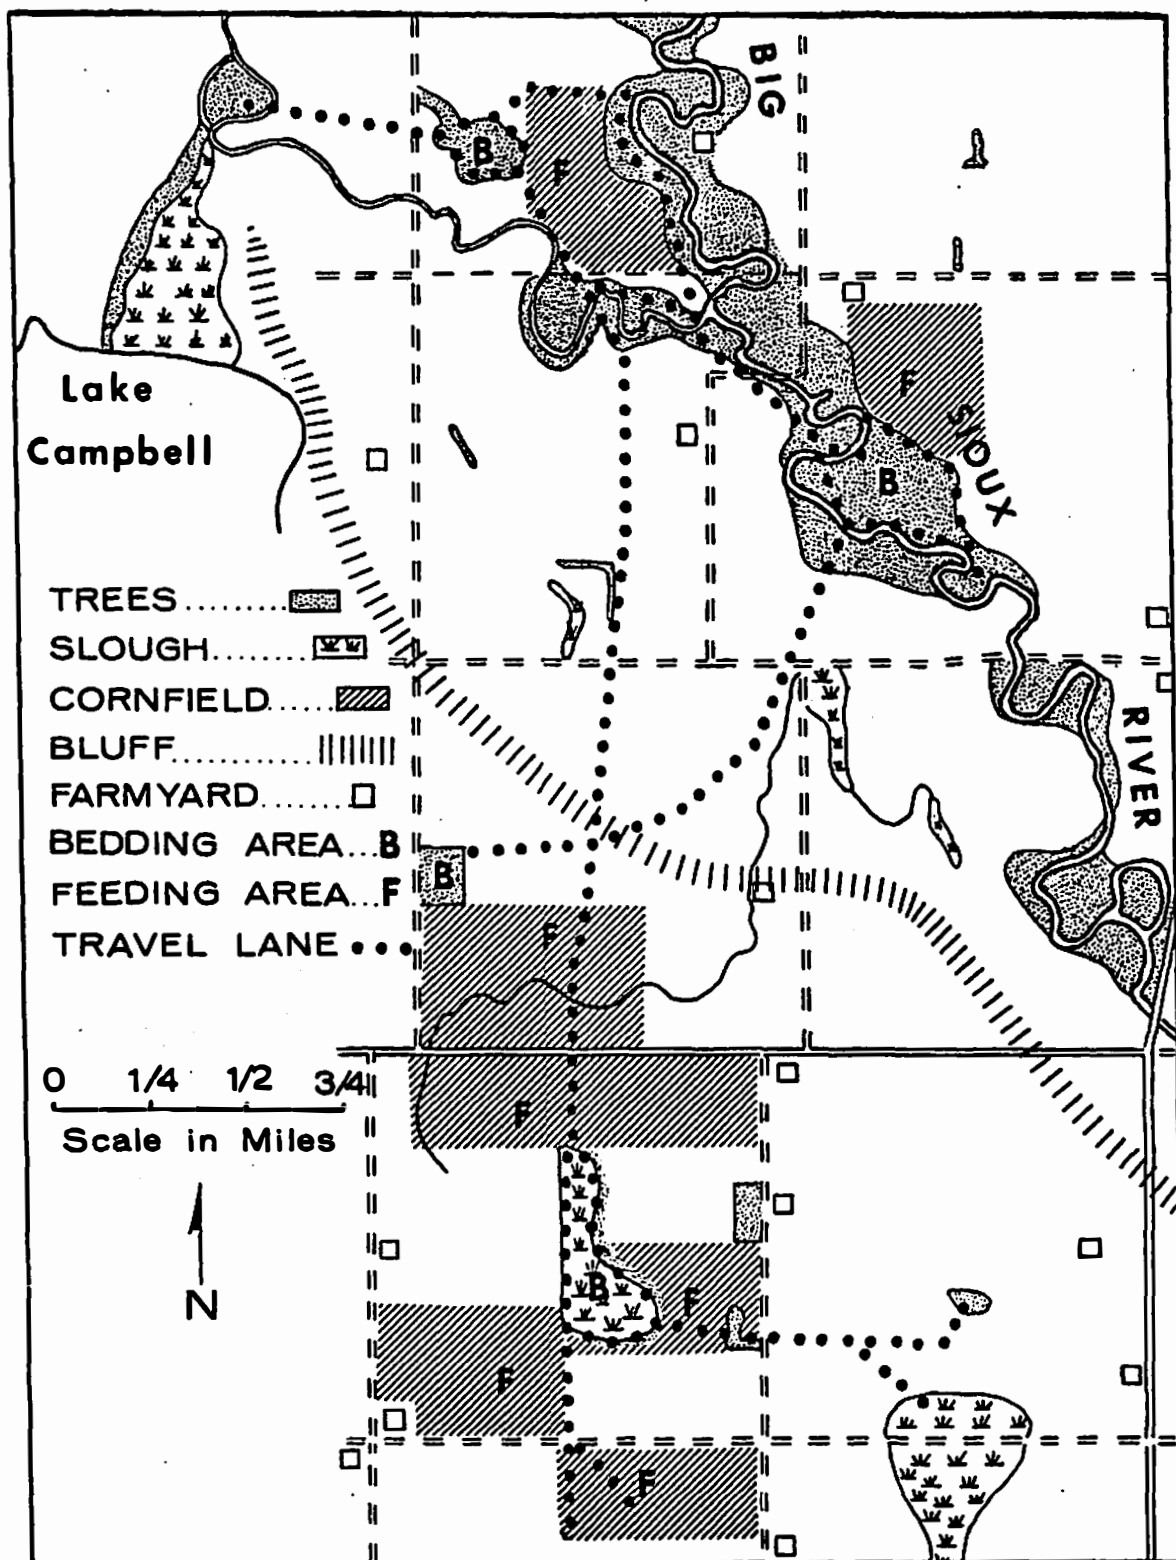 BIG
B
F
F
Lake
Campbell
SIOUX
B
TREES.........
SLOUGH.......
CORNFIELD......
BLUFF............
RIVER
FARMYARD.......
BEDDING AREA...B
B
FEEDING AREA...F
F
TRAVEL LANE
0 1/4 1/2 3/4
Scale in Miles
F
N
B
F
F
F